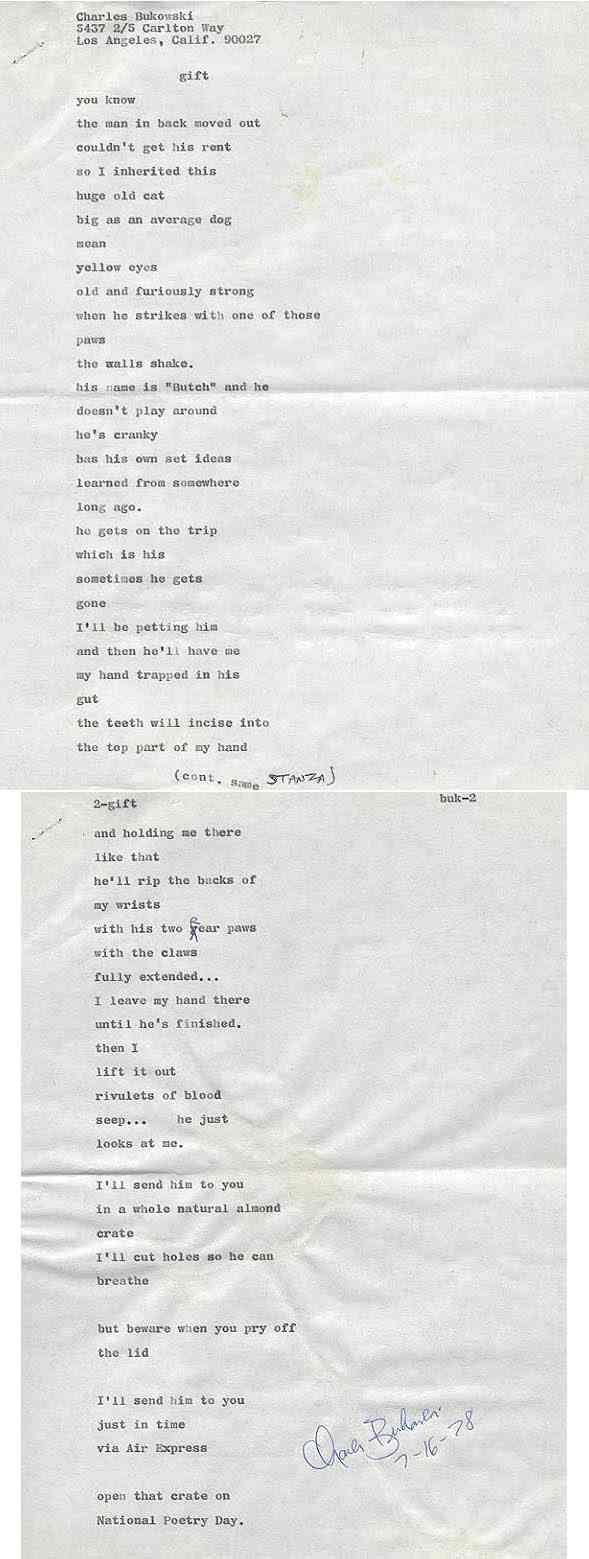 Charles Bukowski
5437 2/5 Carlton Way
Los Angeles, Calif. 90027
gift
you know
the man in back moved out
couldn't get his rent
so I inherited this
huge old cat
big as an average dog
mean
yellow eyes
old and furiously strong
when he strikes with one of those
paws
the walls shake.
his name is "Butch" and he
doesn't play around
he's cranky
has his own set ideas
learned from somewhere
long ago.
he gets on the trip
which is his
sometimes he gets
gone
I'll be petting him
and then he'll have me
my hand trapped in his
gut
the teeth will incise into
the top part of my hand
(cont. same STANZA)
2-gift buk-2
and holding me there
like that
he'll rip the backs of
my wrists
with his two Rear paws
with the claws
fully extended...
I leave my hand there
until he's finished.
then I
lift it out
rivulets of blood
seep... he just
looks at me.
I'll send him to you
in a whole natural almond
crate
I'll cut holes so he can
breathe
but beware when you pry off
the lid
I'll send him to you
just in time
via Air Express
Charles Bukowski
7-16-78
open that crate on
National Poetry Day.